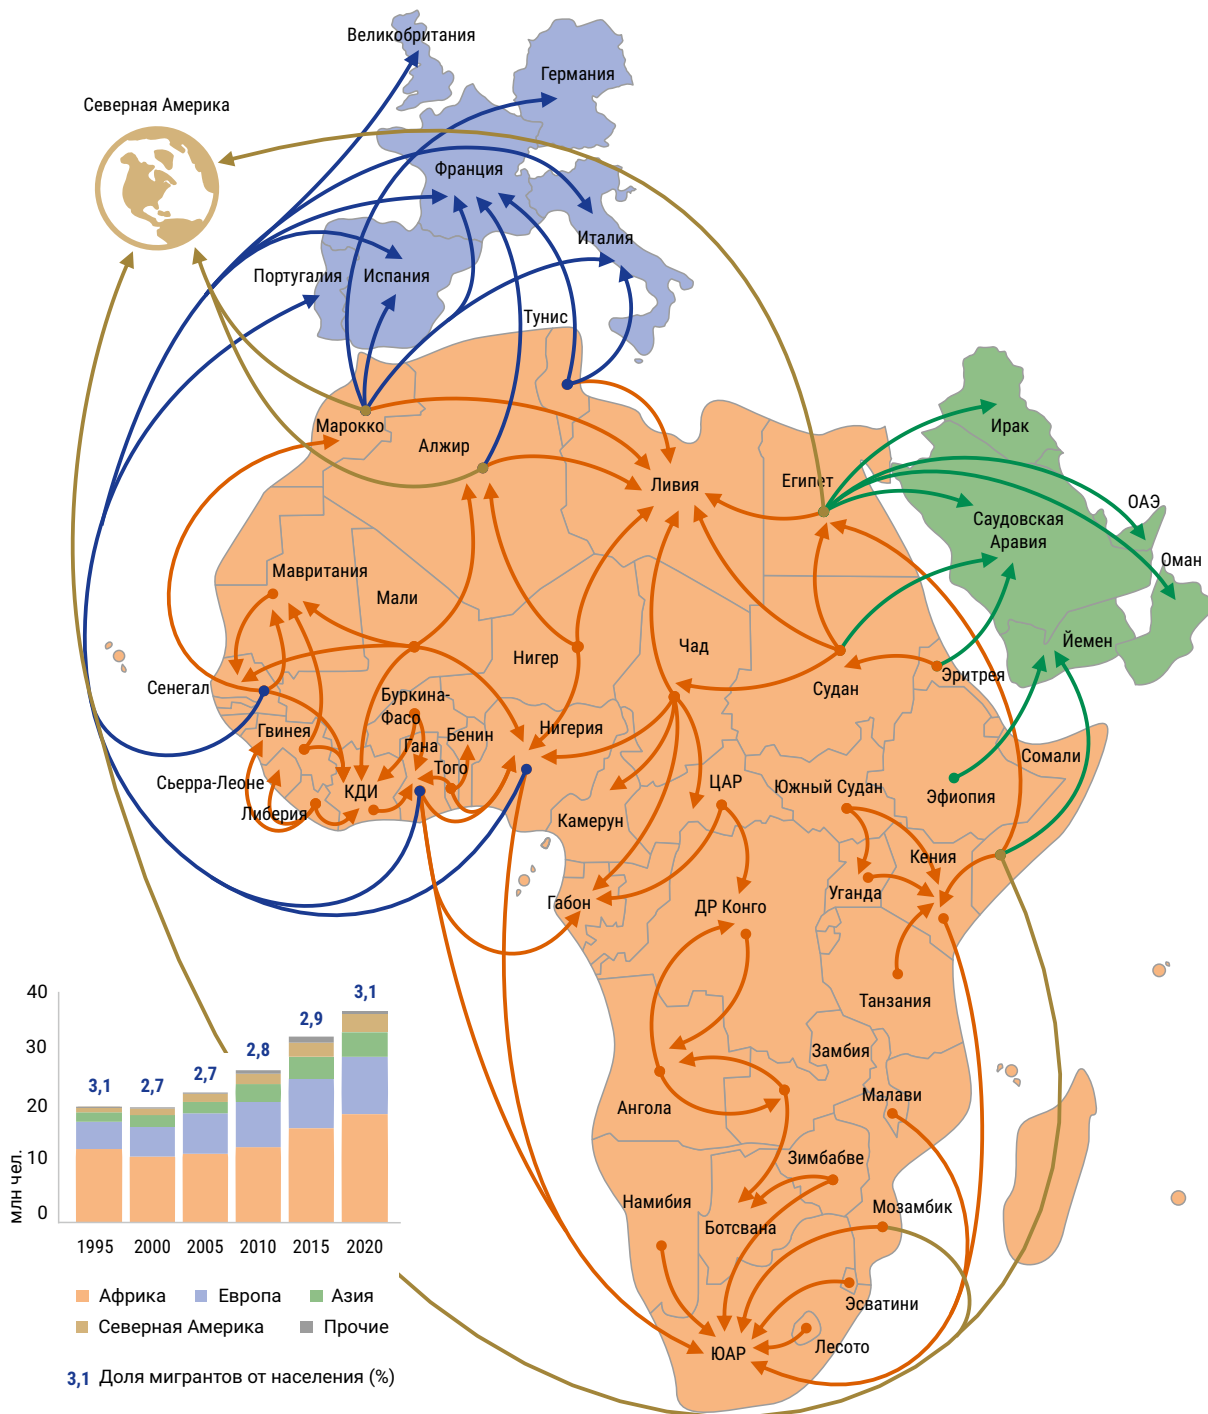 Великобритания
Германия
Северная Америка
Франция
Италия
Португалия
Испания
Тунис
Марокко
Ирак
Алжир
Ливия
Египет
ОАЭ
Саудовская
Аравия
Оман
Мавритания
Мали
Йемен
Чад
Нигер
Эритрея
Сенегал
Судан
Буркина-
Фасо
Гвинея
Нигерия
Бенин
Гана
Сомали
Того
Сьерра-Леоне
ЦАР
Южный Судан
КДИ
Эфиопия
Либерия
Камерун
Кения
Уганда
Габон
ДР Конго
Танзания
Замбия
Малави
Ангола
Зимбабве
Намибия
Мозамбик
Ботсвана
Эсватини
Лесото
ЮАР
млн чел.
40
30
20
10
0
3,1
2,7
2,7
2,8
2,9
3,1
1995 2000 2005 2010 2015 2020
Африка Европа Азия
Северная Америка Прочие
3,1 Доля мигрантов от населения (%)